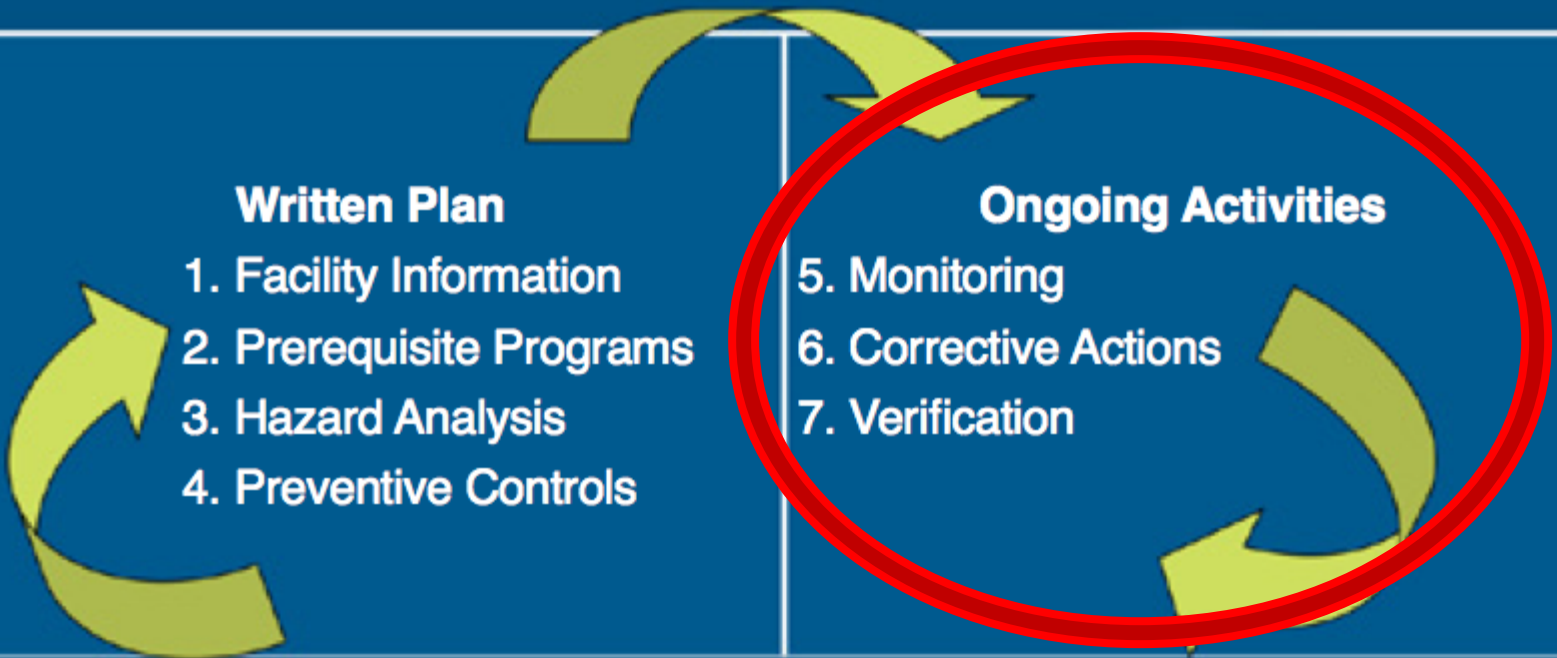 Written Plan
1. Facility Information
2. Prerequisite Programs
3. Hazard Analysis
4. Preventive Controls
Ongoing Activities
5. Monitoring
6. Corrective Actions
7. Verification